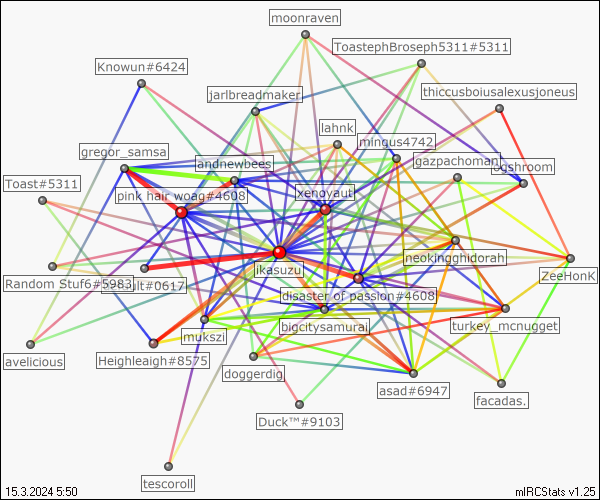 moonraven
ToastephBroseph5311#5311
Knowun#6424
thiccusboiusalexusjoneus
jarlbreadmaker
lahnk
mingus4742
gregor_samsa
andnewbees
gazpachoman
ogshroom
Toast#5311
pink hair woag#4608
xenoyaut
neokingghidorah
jikasuzu
ZeeHonK
Random Stuf6#5983
ult#0617
disaster of passion#4608
bigcitysamurai
turkey_mcnugget
mukszi
avelicious
Heighleaigh#8575
doggerdig
asad#6947
facadas.
Duck™#9103
tescoroll
15.3.2024 5:50
mIRCStats v1.25